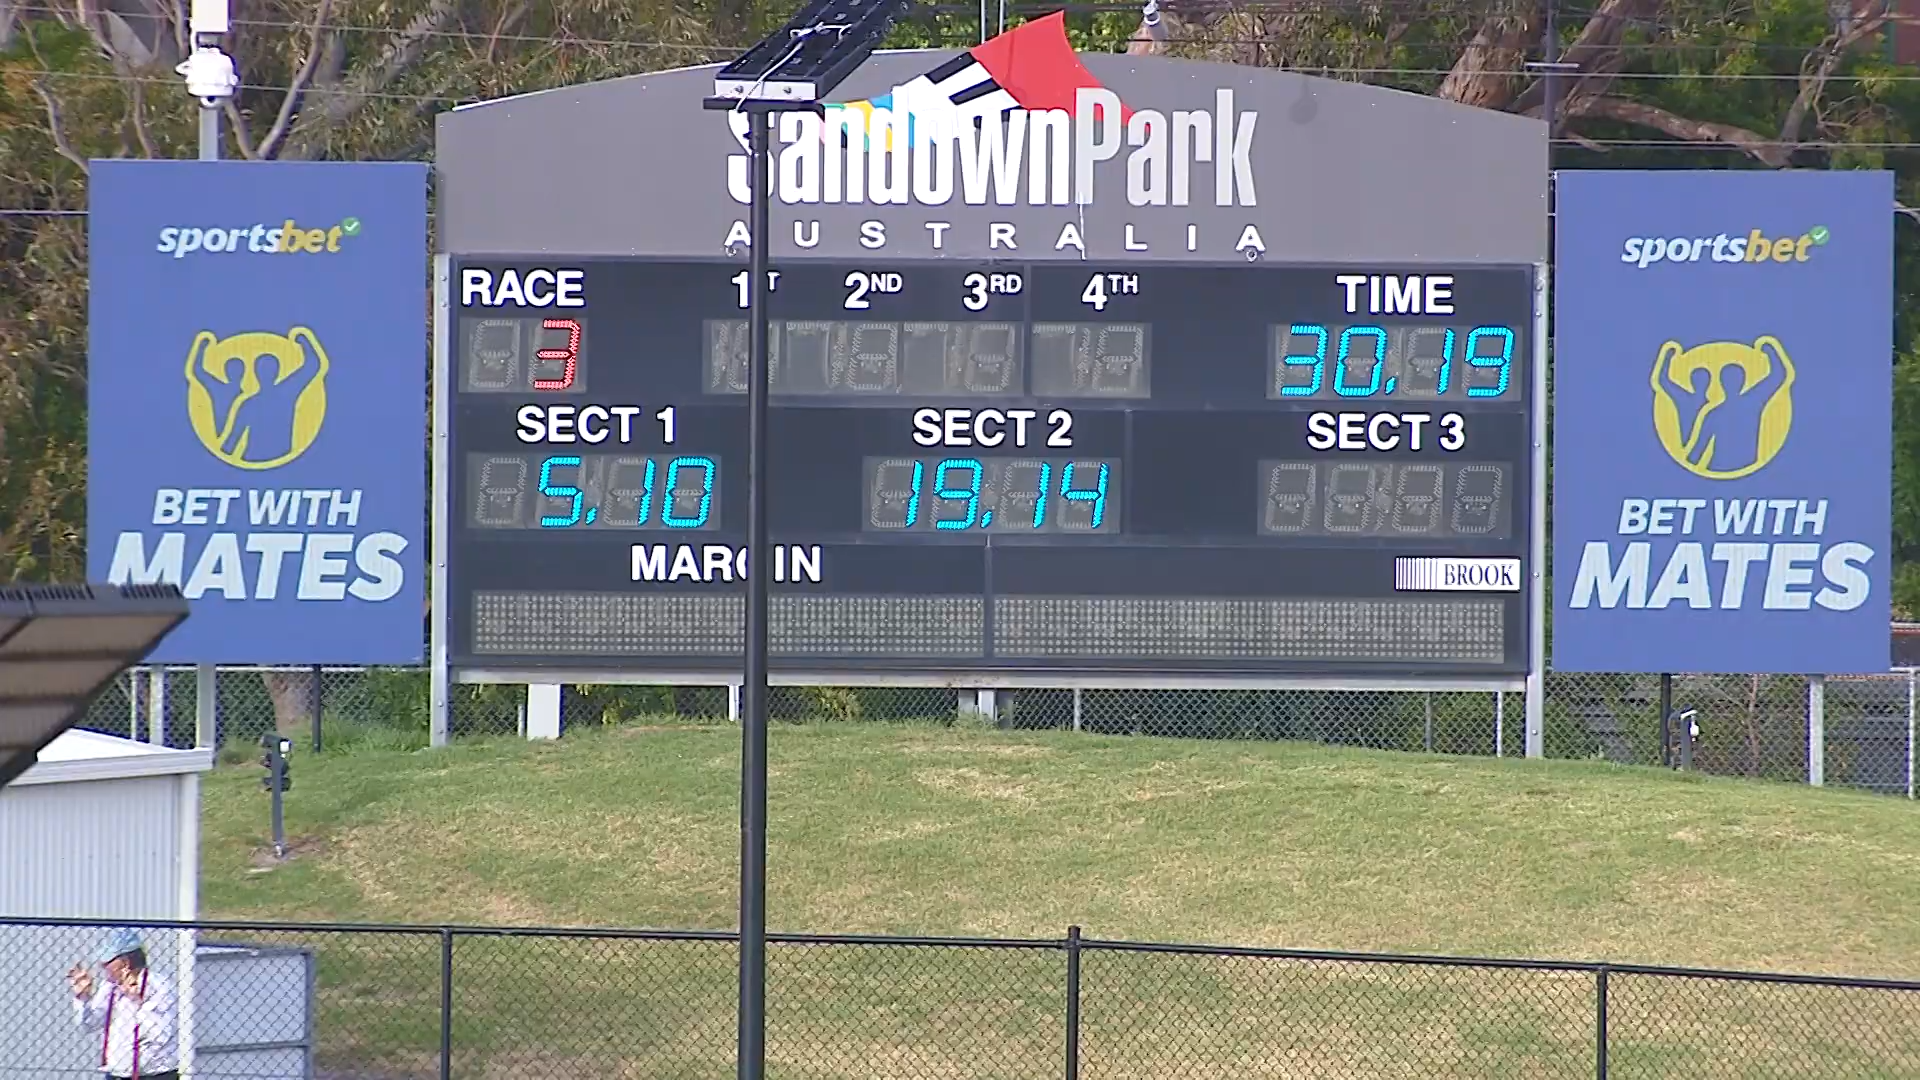 SandownPark
AUSTRALIA
sportsbet
BET WITH
MATES
RACE 1ST 2ND 3RD 4TH TIME
3 30.19
SECT 1 SECT 2 SECT 3
5.10 19.14
MARGIN
BROOK
sportsbet
BET WITH
MATES